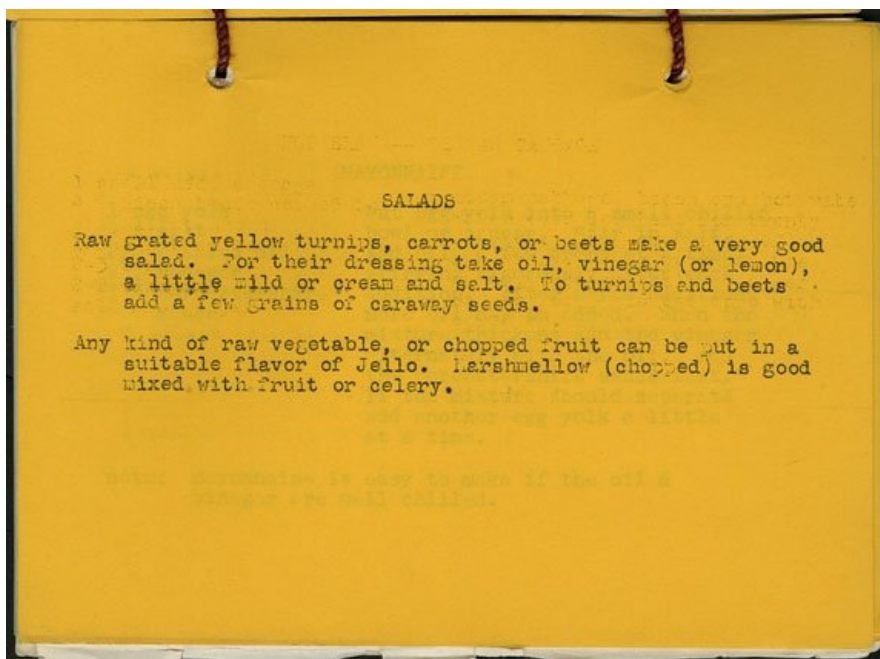 SALADS
Raw grated yellow turnips, carrots, or beets make a very good
salad. For their dressing take oil, vinegar (or lemon),
a little mild or cream and salt. To turnips and beets
add a few grains of caraway seeds.
Any kind of raw vegetable, or chopped fruit can be put in a
suitable flavor of Jello. Marshmellow (chopped) is good
mixed with fruit or celery.